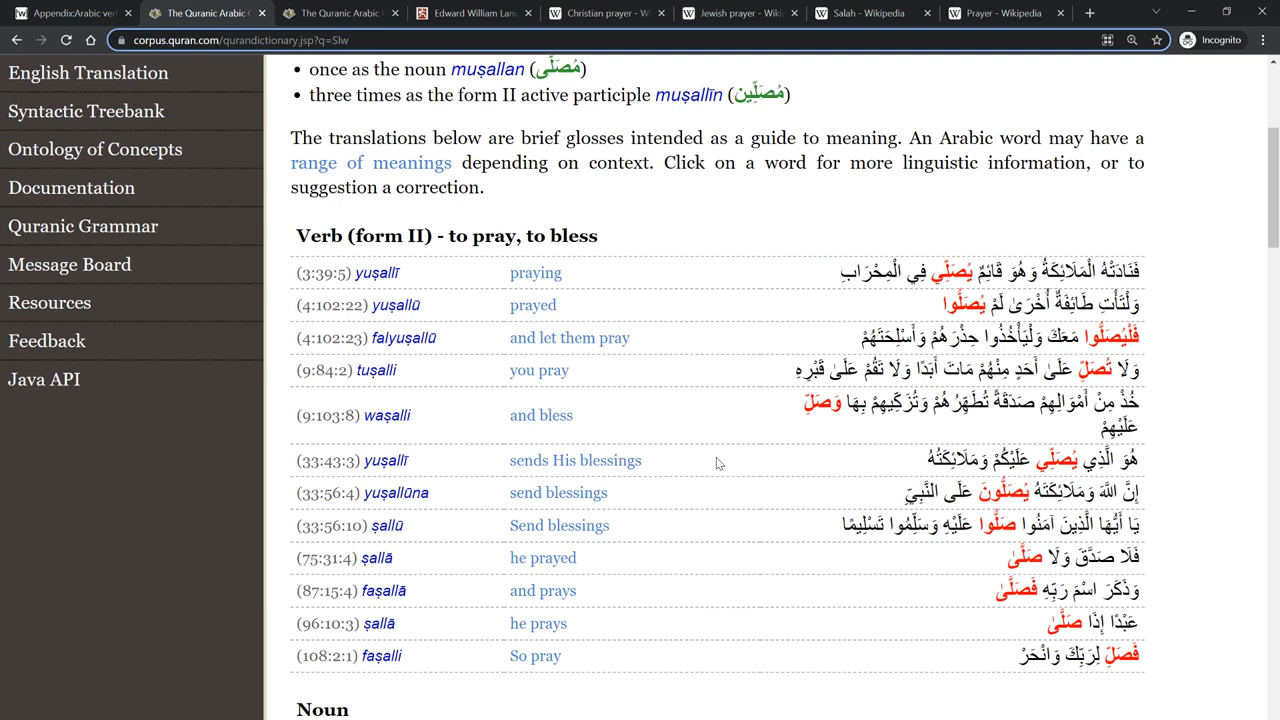 AppendixArabic verb
The Quranic Arabic C
The Quranic Arabic C
Edward William Lan
Christian prayer - W
Jewish prayer - Wiki
Salah - Wikipedia
Prayer - Wikipedia
corpus.quran.com/qurandictionary.jsp?q=Slw
Incognito
English Translation
Syntactic Treebank
Ontology of Concepts
Documentation
Quranic Grammar
Message Board
Resources
Feedback
Java API
• once as the noun muṣallan (مُصَلًّى)
• three times as the form II active participle muṣallīn (مُصَلِّين)
The translations below are brief glosses intended as a guide to meaning. An Arabic word may have a
range of meanings depending on context. Click on a word for more linguistic information, or to
suggestion a correction.
Verb (form II) - to pray, to bless
(3:39:5) yuṣallī praying فَنَادَتْهُ الْمَلَائِكَةُ وَهُوَ قَائِمٌ يُصَلِّي فِي الْمِحْرَابِ
(4:102:22) yuṣallū prayed وَلْتَأْتِ طَائِفَةٌ أُخْرَىٰ لَمْ يُصَلُّوا
(4:102:23) falyuṣallū and let them pray فَلْيُصَلُّوا مَعَكَ وَلْيَأْخُذُوا حِذْرَهُمْ وَأَسْلِحَتَهُمْ
(9:84:2) tuṣalli you pray وَلَا تُصَلِّ عَلَىٰ أَحَدٍ مِنْهُمْ مَاتَ أَبَدًا وَلَا تَقُمْ عَلَىٰ قَبْرِهِ
(9:103:8) waṣalli and bless خُذْ مِنْ أَمْوَالِهِمْ صَدَقَةً تُطَهِّرُهُمْ وَتُزَكِّيهِمْ بِهَا وَصَلِّ
عَلَيْهِمْ
(33:43:3) yuṣallī sends His blessings هُوَ الَّذِي يُصَلِّي عَلَيْكُمْ وَمَلَائِكَتُهُ
(33:56:4) yuṣallūna send blessings إِنَّ اللَّهَ وَمَلَائِكَتَهُ يُصَلُّونَ عَلَى النَّبِيِّ
(33:56:10) ṣallū Send blessings يَا أَيُّهَا الَّذِينَ آمَنُوا صَلُّوا عَلَيْهِ وَسَلِّمُوا تَسْلِيمًا
(75:31:4) ṣallā he prayed فَلَا صَدَّقَ وَلَا صَلَّىٰ
(87:15:4) faṣallā and prays وَذَكَرَ اسْمَ رَبِّهِ فَصَلَّىٰ
(96:10:3) ṣallā he prays عَبْدًا إِذَا صَلَّىٰ
(108:2:1) faṣalli So pray فَصَلِّ لِرَبِّكَ وَانْحَرْ
Noun